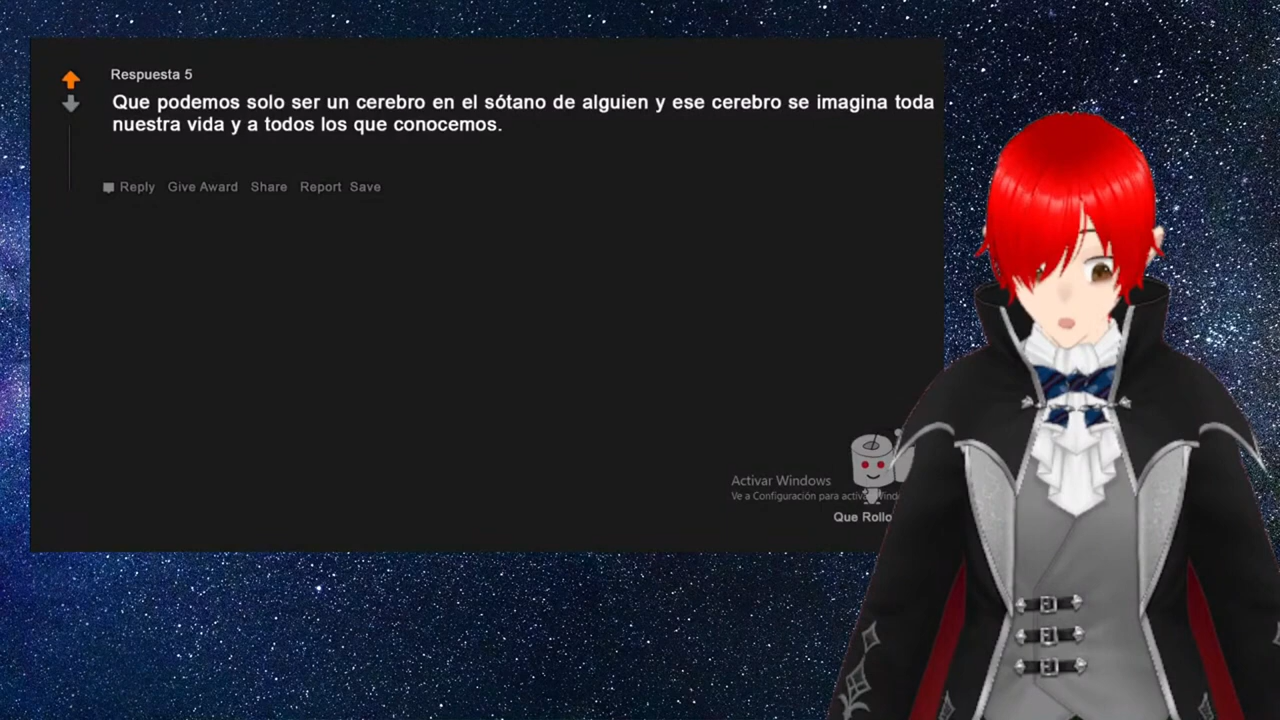 Respuesta 5
Que podemos solo ser un cerebro en el sótano de alguien y ese cerebro se imagina toda
nuestra vida y a todos los que conocemos.
Reply Give Award Share Report Save
Activar Windows
Ve a Configuración para activar
Que Rollo